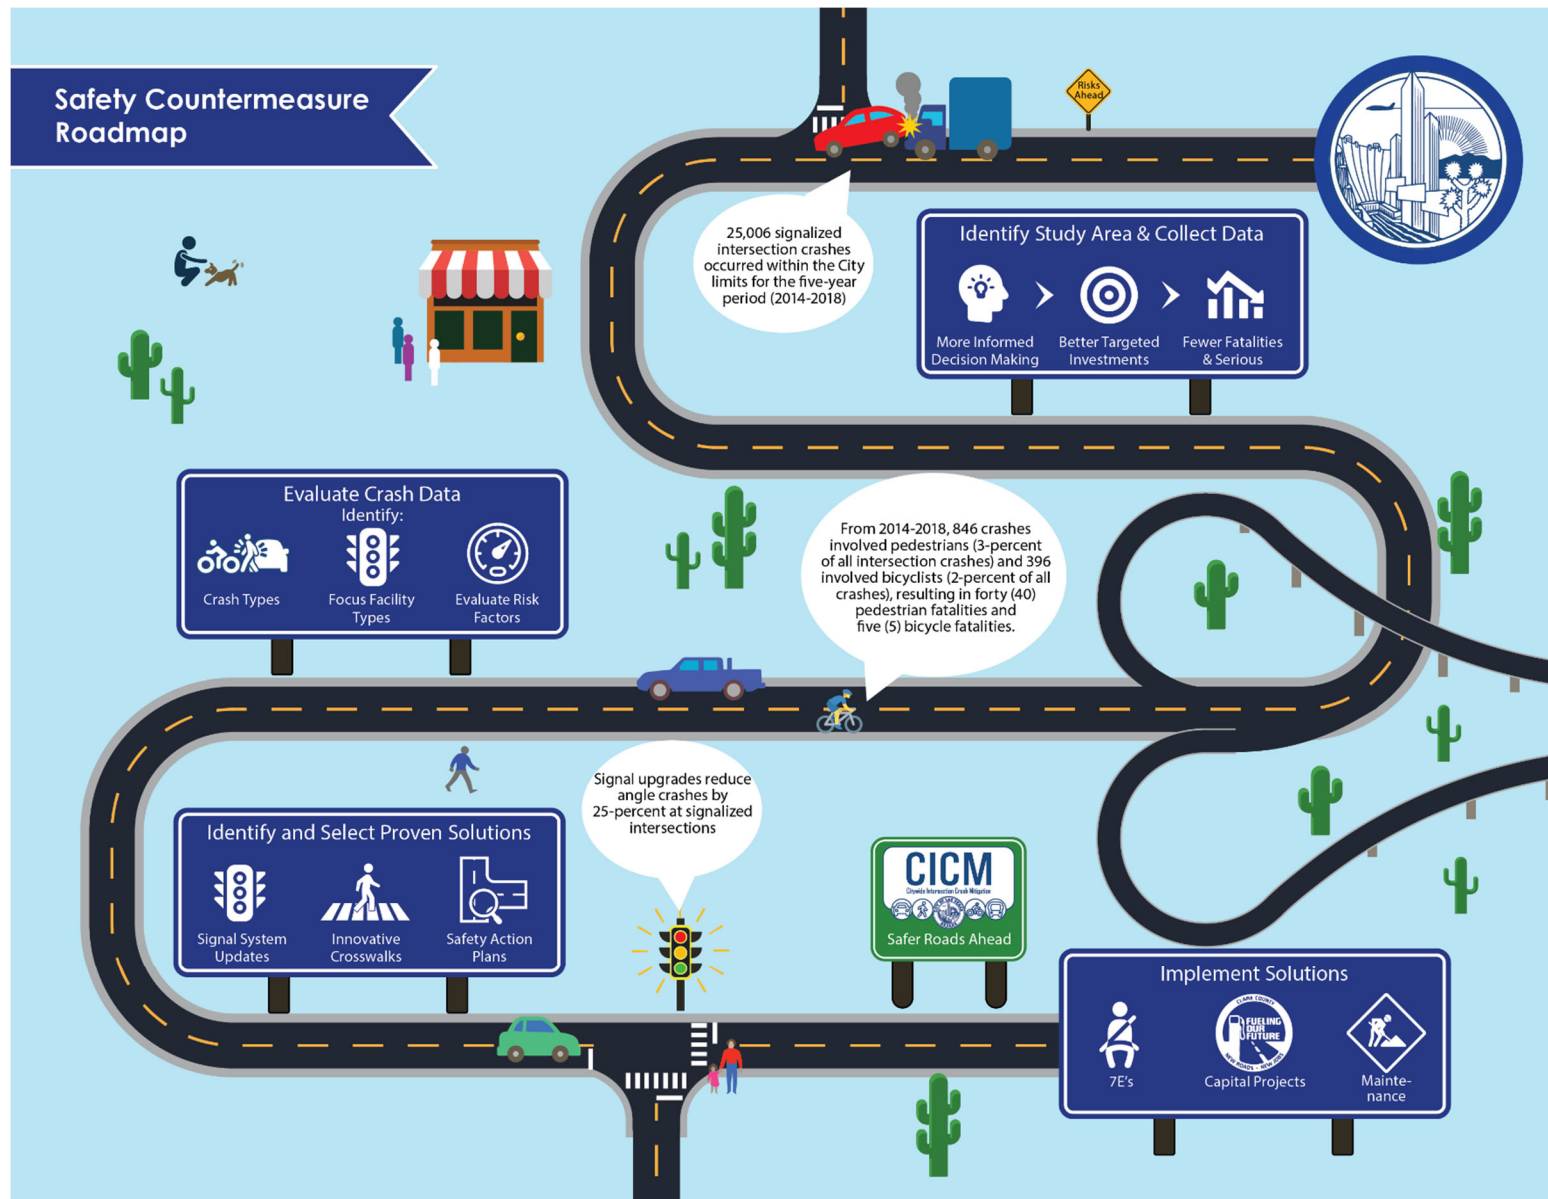 Safety Countermeasure
Roadmap
Risks
Ahead
25,006 signalized
intersection crashes
occurred within the City
limits for the five-year
period (2014-2018)
Identify Study Area & Collect Data
More Informed
Decision Making
Better Targeted
Investments
Fewer Fatalities
& Serious
Evaluate Crash Data
Identify:
Crash Types
Focus Facility
Types
Evaluate Risk
Factors
From 2014-2018, 846 crashes
involved pedestrians (3-percent
of all intersection crashes) and 396
involved bicyclists (2-percent of all
crashes), resulting in forty (40)
pedestrian fatalities and
five (5) bicycle fatalities.
Signal upgrades reduce
angle crashes by
25-percent at signalized
intersections
Identify and Select Proven Solutions
Signal System
Updates
Innovative
Crosswalks
Safety Action
Plans
CICM
Citywide Intersection Crash Mitigation
Safer Roads Ahead
Implement Solutions
7E's
CLARK COUNTY
FUELING
OUR
FUTURE
NEW ROADS - NEW JOBS
Capital Projects
Mainte-
nance